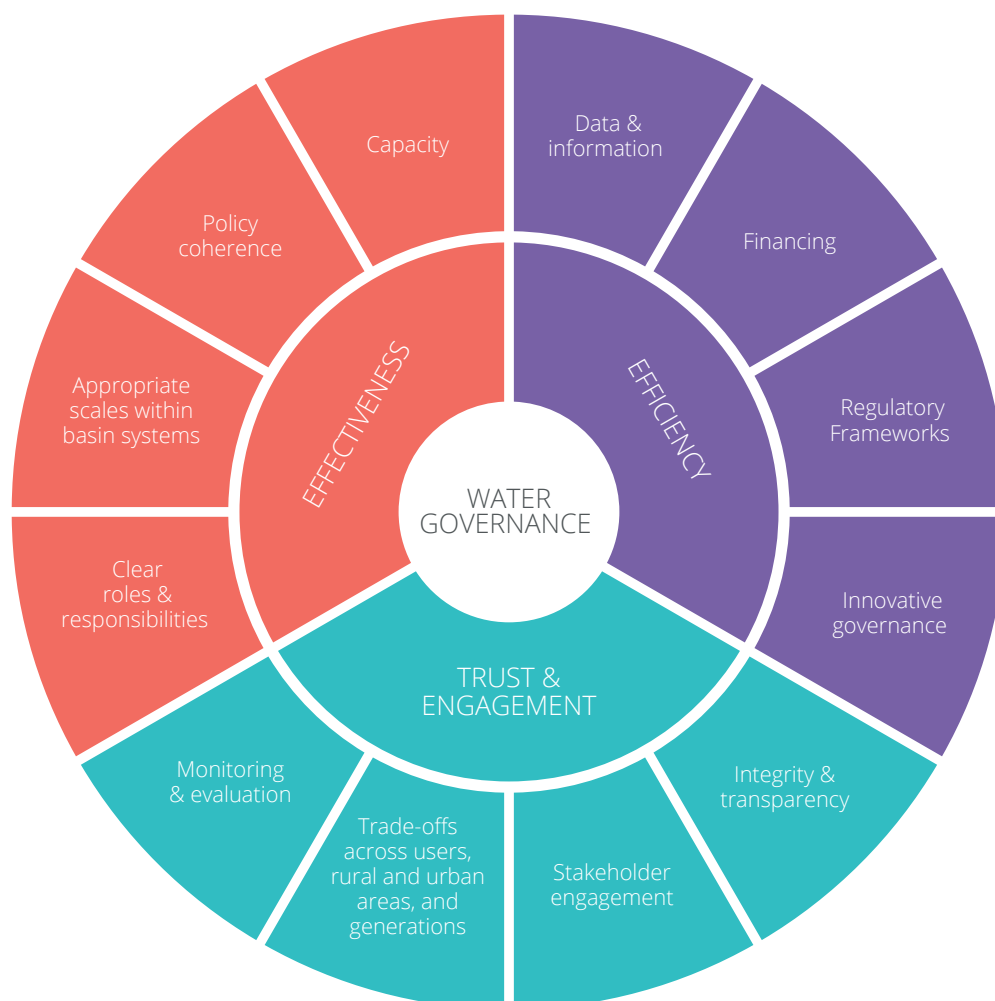 Capacity
Data &
information
Policy
coherence
Financing
Appropriate
scales within
basin systems
Regulatory
Frameworks
EFFECTIVENESS
EFFICIENCY
WATER
GOVERNANCE
Clear
roles &
responsibilities
Innovative
governance
TRUST &
ENGAGEMENT
Monitoring
& evaluation
Integrity &
transparency
Trade-offs
across users,
rural and urban
areas, and
generations
Stakeholder
engagement